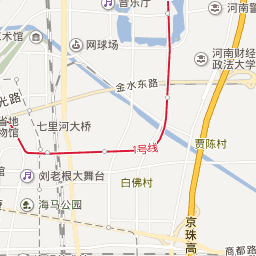 音乐厅
河南
艺术馆
网球场
河南财经
政法大学
金水东路
光路
省地
物馆
七里河大桥
1号线
贾陈村
刘老根大舞台
白佛村
海马公园
京珠高
商都路